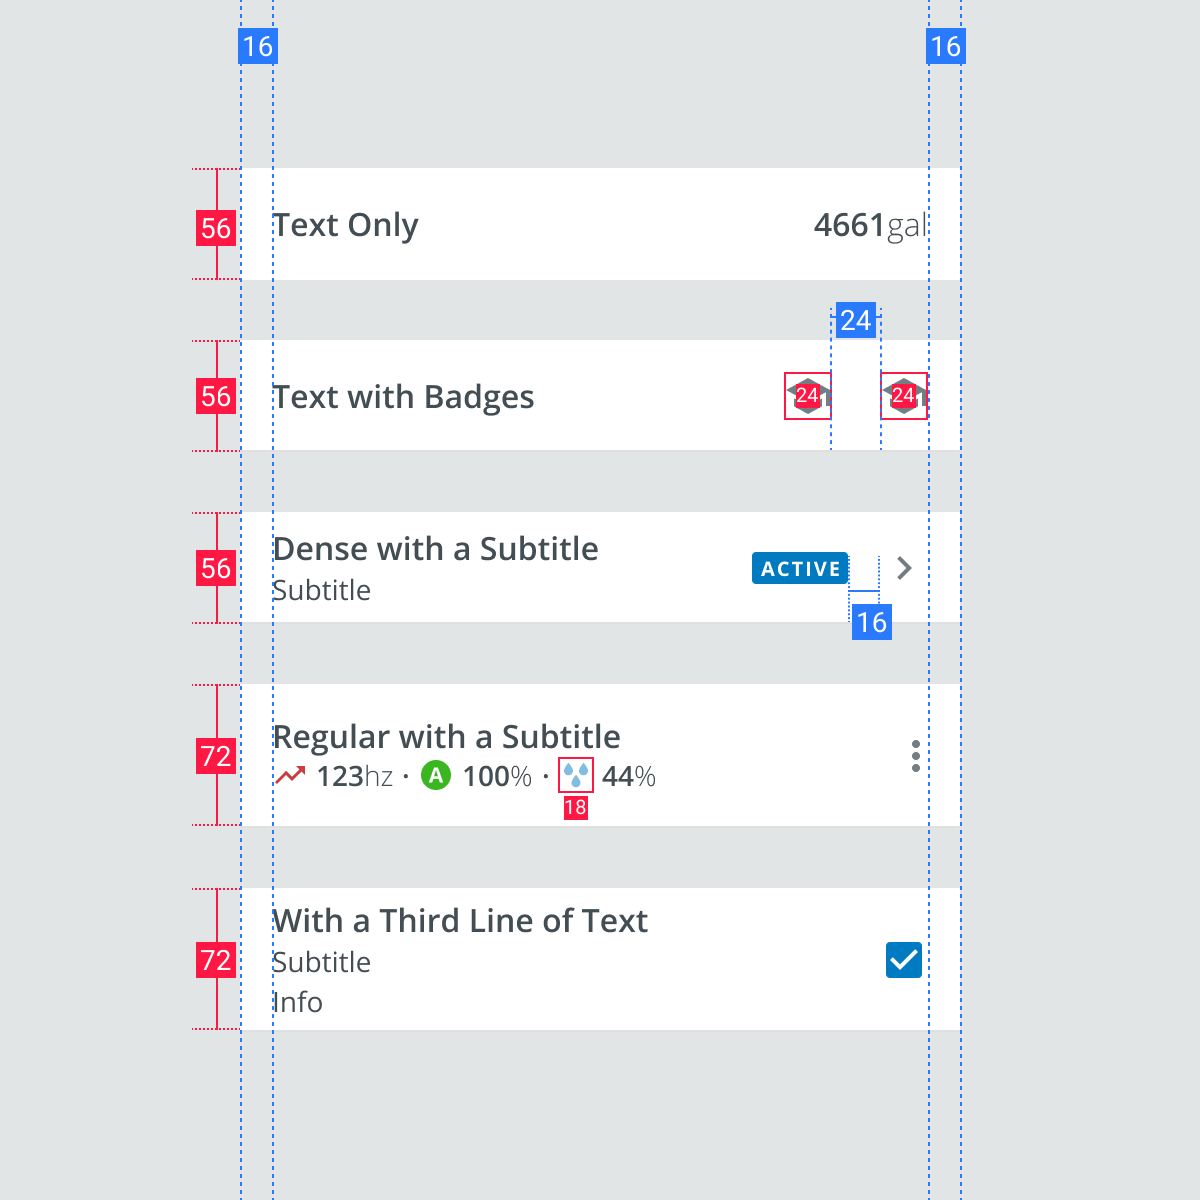 16 16
56 Text Only 4661gal
24
56 Text with Badges 24 24
Dense with a Subtitle
56 ACTIVE
Subtitle
16
Regular with a Subtitle
72
123hz · A 100% · 44%
18
With a Third Line of Text
72 Subtitle
Info